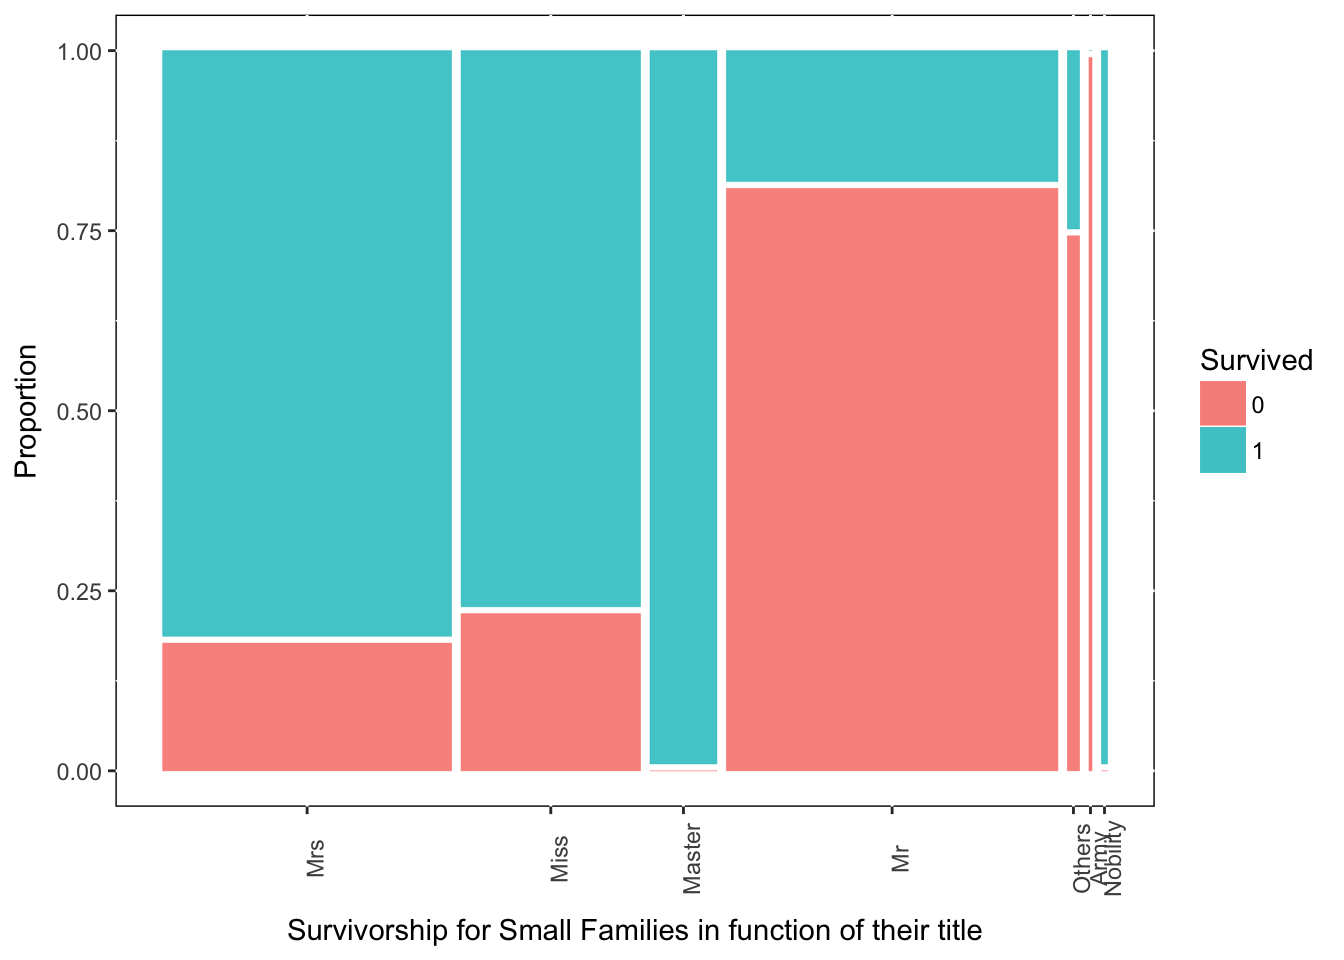 1.00
0.75
0.50
0.25
0.00
Proportion
Mrs
Miss
Master
Mr
Others
Army
Nobility
Survivorship for Small Families in function of their title
Survived
0
1